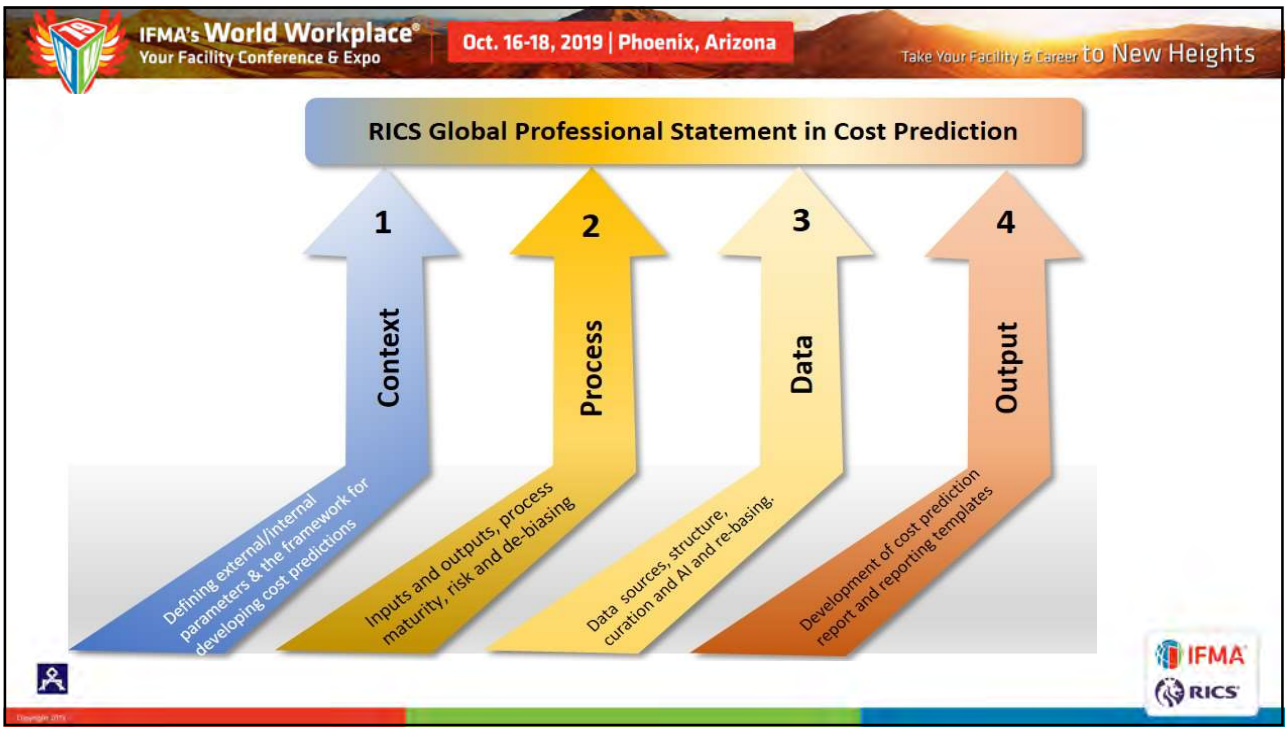 IFMA's World Workplace®
Your Facility Conference & Expo
Oct. 16-18, 2019 | Phoenix, Arizona
Take Your Facility & Career to New Heights
19
RICS Global Professional Statement in Cost Prediction
1
Context
Defining external/internal
parameters & the framework for
developing cost predictions
2
Process
Inputs and outputs, process
maturity, risk and de-biasing
3
Data
Data sources, structure,
curation and AI and re-basing.
4
Output
Development of cost prediction
report and reporting templates
IFMA
RICS
Copyright 2019